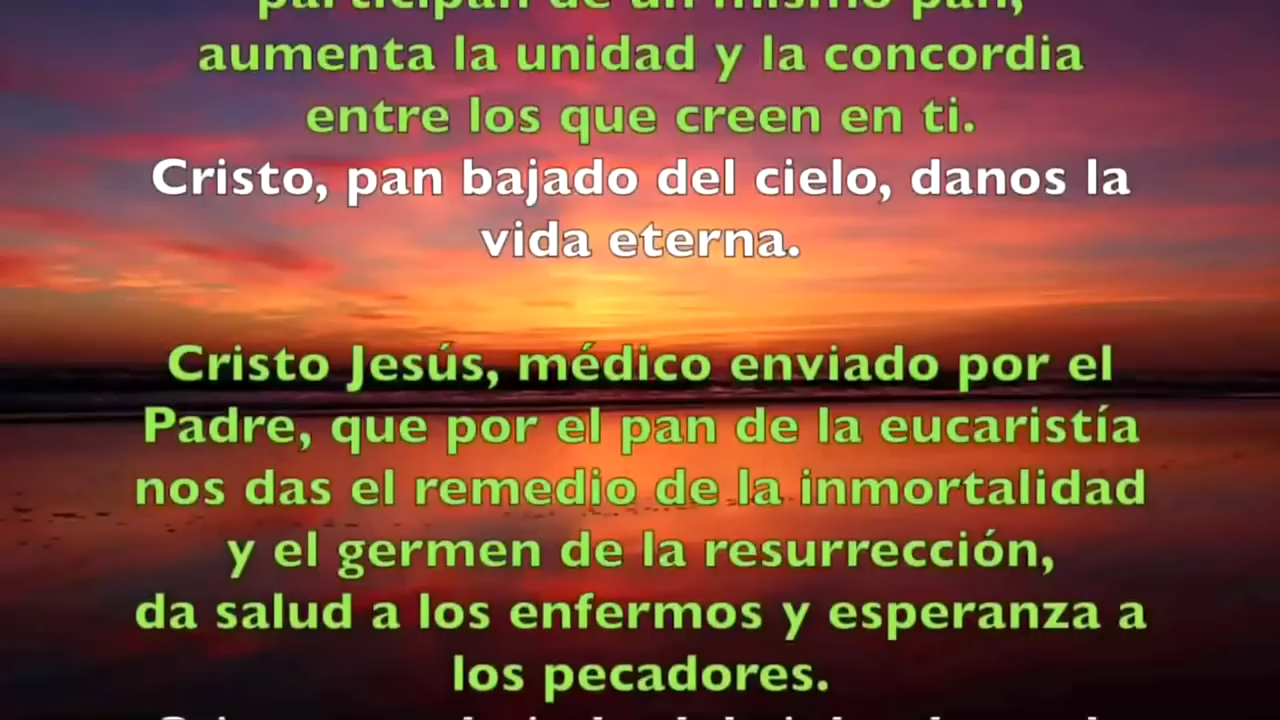 participan de un mismo pan,
aumenta la unidad y la concordia
entre los que creen en ti.
Cristo, pan bajado del cielo, danos la
vida eterna.
Cristo Jesús, médico enviado por el
Padre, que por el pan de la eucaristía
nos das el remedio de la inmortalidad
y el germen de la resurrección,
da salud a los enfermos y esperanza a
los pecadores.